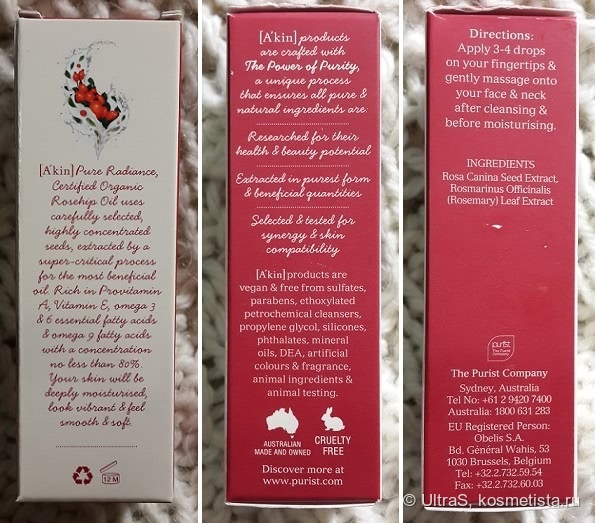 [A'kin] Pure Radiance,
Certified Organic
Rosehip Oil uses
carefully selected,
highly concentrated
seeds, extracted by a
super-critical process
for the most beneficial
oil. Rich in Provitamin
A, Vitamin E, omega 3
& 6 essential fatty acids
& omega 9 fatty acids
with a concentration
no less than 80%.
Your skin will be
deeply moisturised,
look vibrant & feel
smooth & soft.
12 M
[A'kin] products
are crafted with
The Power of Purity,
a unique process
that ensures all pure &
natural ingredients are:
Researched for their
health & beauty potential
Extracted in purest form
& beneficial quantities
Selected & tested for
synergy & skin
compatibility
[A'kin] products are
vegan & free from sulfates,
parabens, ethoxylated
petrochemical cleansers,
propylene glycol, silicones,
phthalates, mineral
oils, DEA, artificial
colours & fragrance,
animal ingredients &
animal testing.
AUSTRALIAN
MADE AND OWNED
CRUELTY
FREE
Discover more at
www.purist.com
Directions:
Apply 3-4 drops
on your fingertips &
gently massage onto
your face & neck
after cleansing &
before moisturising.
INGREDIENTS
Rosa Canina Seed Extract,
Rosmarinus Officinalis
(Rosemary) Leaf Extract
purist
The Purist
Company
The Purist Company
Sydney, Australia
Tel No: +61 2 9420 7400
Australia: 1800 631 283
EU Registered Person:
Obelis S.A.
Bd. Général Wahis, 53
1030 Brussels, Belgium
Tel: +32.2.732.59.54
Fax: +32.2.732.60.03
© UltraS, kosmetista.ru